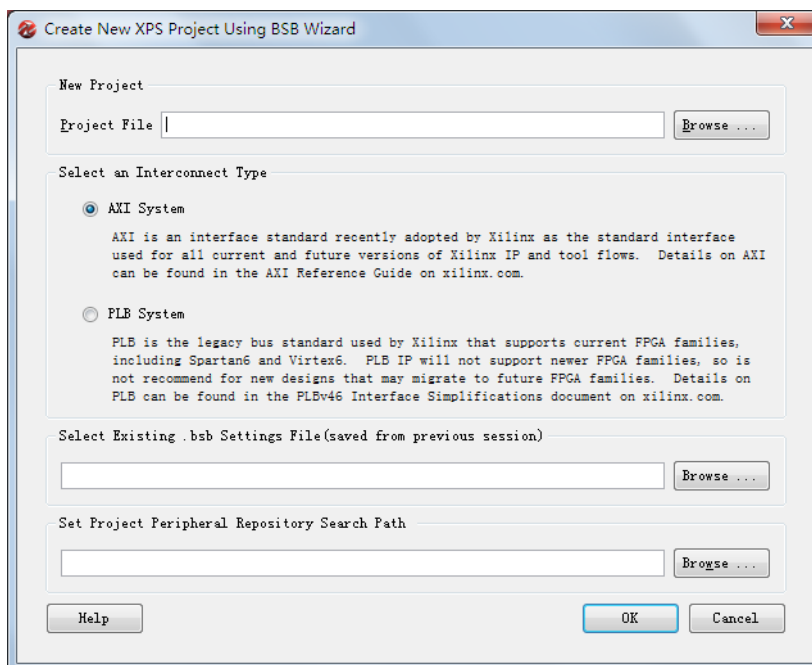 Create New XPS Project Using BSB Wizard
New Project
Project File
Browse ...
Select an Interconnect Type
AXI System
AXI is an interface standard recently adopted by Xilinx as the standard interface
used for all current and future versions of Xilinx IP and tool flows. Details on AXI
can be found in the AXI Reference Guide on xilinx.com.
PLB System
PLB is the legacy bus standard used by Xilinx that supports current FPGA families,
including Spartan6 and Virtex6. PLB IP will not support newer FPGA families, so is
not recommend for new designs that may migrate to future FPGA families. Details on
PLB can be found in the PLBv46 Interface Simplifications document on xilinx.com.
Select Existing .bsb Settings File(saved from previous session)
Browse ...
Set Project Peripheral Repository Search Path
Browse ...
Help
OK
Cancel